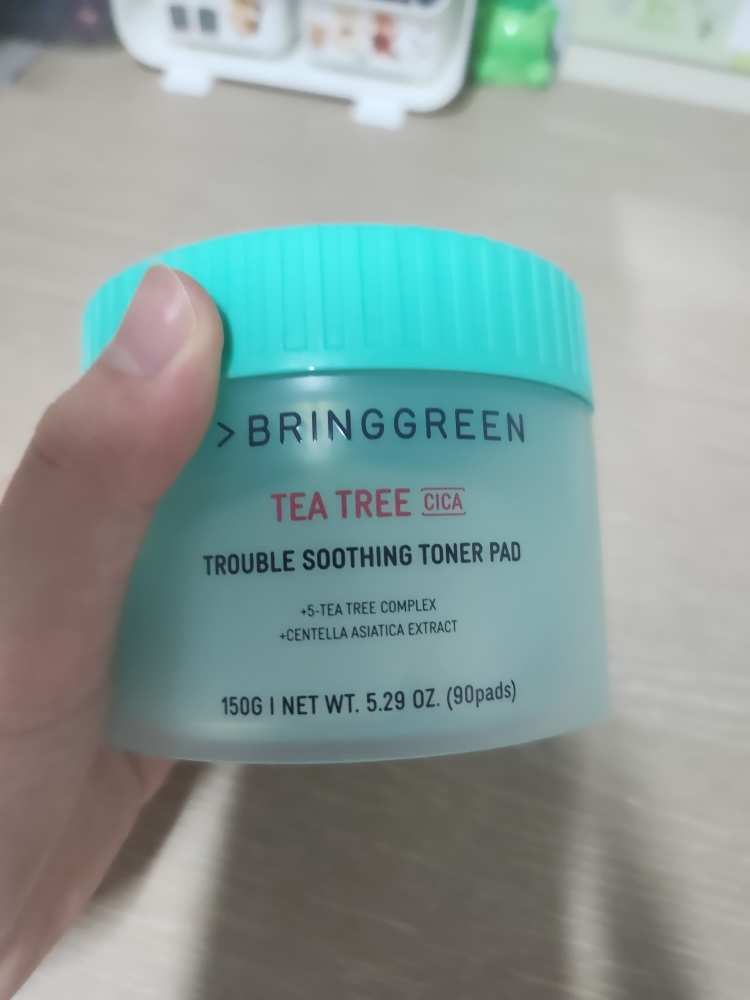 >BRINGGREEN
TEA TREE CICA
TROUBLE SOOTHING TONER PAD
+5-TEA TREE COMPLEX
+CENTELLA ASIATICA EXTRACT
150G | NET WT. 5.29 OZ. (90pads)